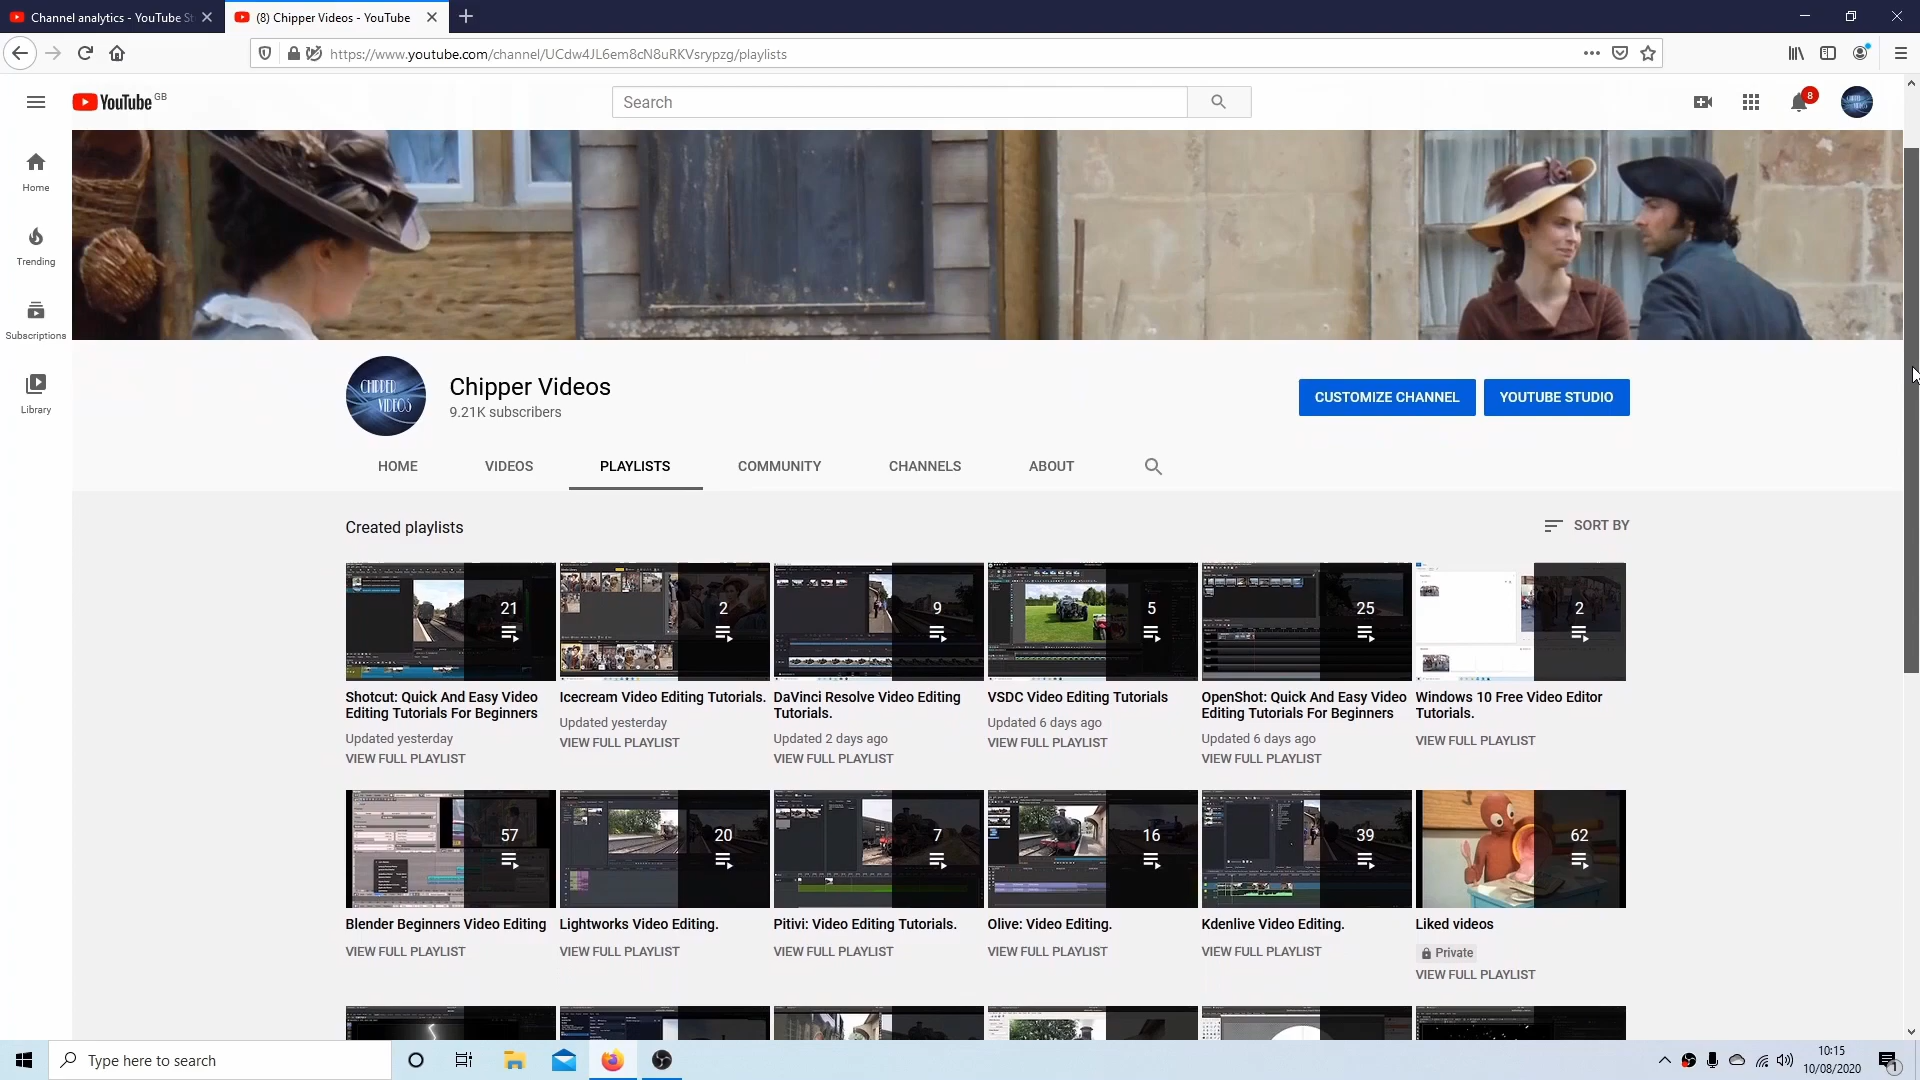 Channel analytics - YouTube St
(8) Chipper Videos - YouTube
https://www.youtube.com/channel/UCdw4JL6em8cN8uRKVsrypzg/playlists
YouTube GB
Search
8
Home
Trending
Subscriptions
Library
CHIPPER
VIDEOS
Chipper Videos
9.21K subscribers
CUSTOMIZE CHANNEL
YOUTUBE STUDIO
HOME VIDEOS PLAYLISTS COMMUNITY CHANNELS ABOUT
Created playlists
SORT BY
21 2 9 5 25 2
Shotcut: Quick And Easy Video
Editing Tutorials For Beginners
Updated yesterday
VIEW FULL PLAYLIST
Icecream Video Editing Tutorials.
Updated yesterday
VIEW FULL PLAYLIST
DaVinci Resolve Video Editing
Tutorials.
Updated 2 days ago
VIEW FULL PLAYLIST
VSDC Video Editing Tutorials
Updated 6 days ago
VIEW FULL PLAYLIST
OpenShot: Quick And Easy Video
Editing Tutorials For Beginners
Updated 6 days ago
VIEW FULL PLAYLIST
Windows 10 Free Video Editor
Tutorials.
VIEW FULL PLAYLIST
57 20 7 16 39 62
Blender Beginners Video Editing
VIEW FULL PLAYLIST
Lightworks Video Editing.
VIEW FULL PLAYLIST
Pitivi: Video Editing Tutorials.
VIEW FULL PLAYLIST
Olive: Video Editing.
VIEW FULL PLAYLIST
Kdenlive Video Editing.
VIEW FULL PLAYLIST
Liked videos
Private
VIEW FULL PLAYLIST
Type here to search
10:15
10/08/2020
1